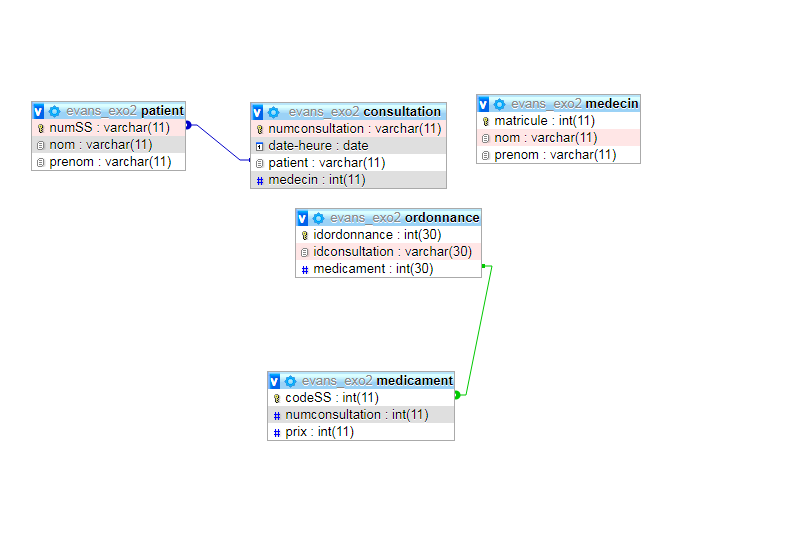 v evans_exo2 patient
numSS : varchar(11)
nom : varchar(11)
prenom : varchar(11)
v evans_exo2 consultation
numconsultation : varchar(11)
date-heure : date
patient : varchar(11)
# medecin : int(11)
v evans_exo2 medecin
matricule : int(11)
nom : varchar(11)
prenom : varchar(11)
v evans_exo2 ordonnance
idordonnance : int(30)
idconsultation : varchar(30)
# medicament : int(30)
v evans_exo2 medicament
codeSS : int(11)
# numconsultation : int(11)
# prix : int(11)